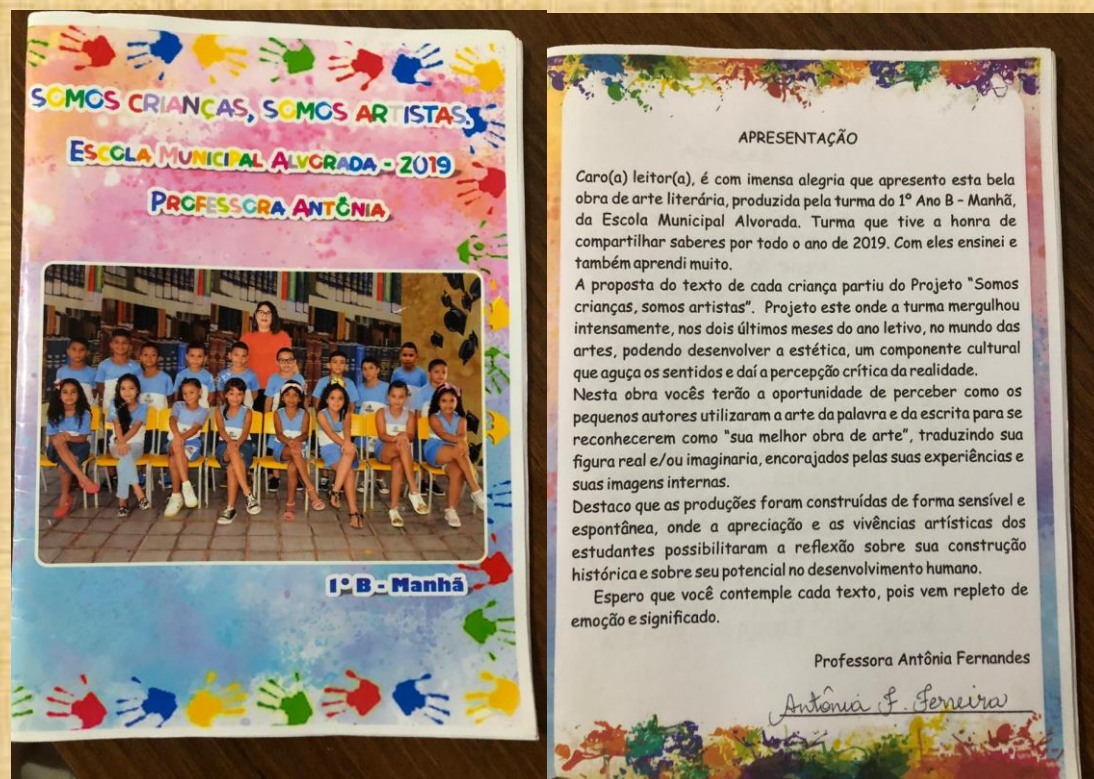 SOMOS CRIANÇAS, SOMOS ARTISTAS.
ESCOLA MUNICIPAL ALVORADA - 2019
PROFESSORA ANTÔNIA
1° B - Manhã
APRESENTAÇÃO
Caro(a) leitor(a), é com imensa alegria que apresento esta bela
obra de arte literária, produzida pela turma do 1º Ano B - Manhã,
da Escola Municipal Alvorada. Turma que tive a honra de
compartilhar saberes por todo o ano de 2019. Com eles ensinei e
também aprendi muito.
A proposta do texto de cada criança partiu do Projeto "Somos
crianças, somos artistas". Projeto este onde a turma mergulhou
intensamente, nos dois últimos meses do ano letivo, no mundo das
artes, podendo desenvolver a estética, um componente cultural
que aguça os sentidos e daí a percepção crítica da realidade.
Nesta obra vocês terão a oportunidade de perceber como os
pequenos autores utilizaram a arte da palavra e da escrita para se
reconhecerem como "sua melhor obra de arte", traduzindo sua
figura real e/ou imaginaria, encorajados pelas suas experiências e
suas imagens internas.
Destaco que as produções foram construídas de forma sensível e
espontânea, onde a apreciação e as vivências artísticas dos
estudantes possibilitaram a reflexão sobre sua construção
histórica e sobre seu potencial no desenvolvimento humano.
Espero que você contemple cada texto, pois vem repleto de
emoção e significado.
Professora Antônia Fernandes
Antônia F. Ferreira